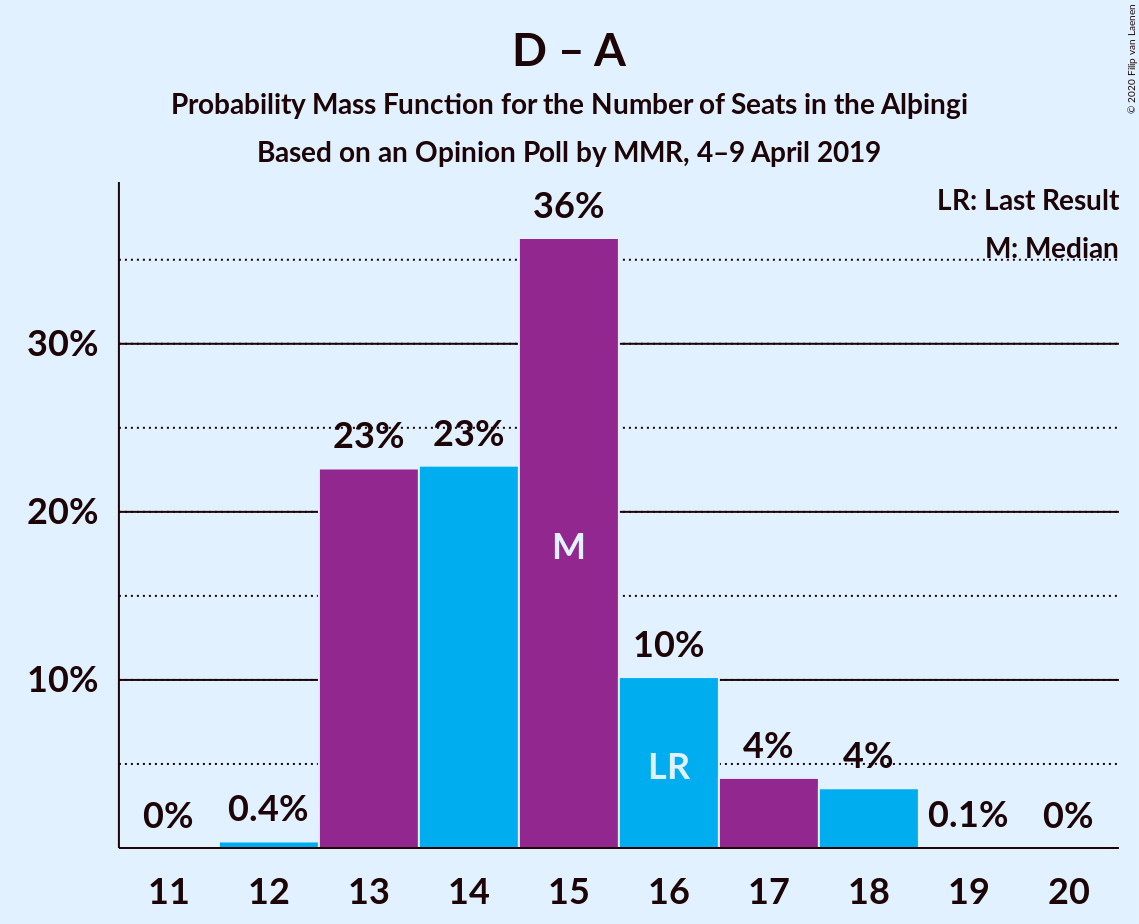 D – A
Probability Mass Function for the Number of Seats in the Alþingi
Based on an Opinion Poll by MMR, 4–9 April 2019
© 2020 Filip van Laenen
LR: Last Result
M: Median
36%
30%
23%
23%
20%
M
10%
10%
LR
4%
4%
0%
0.4%
0.1%
0%
11 12 13 14 15 16 17 18 19 20